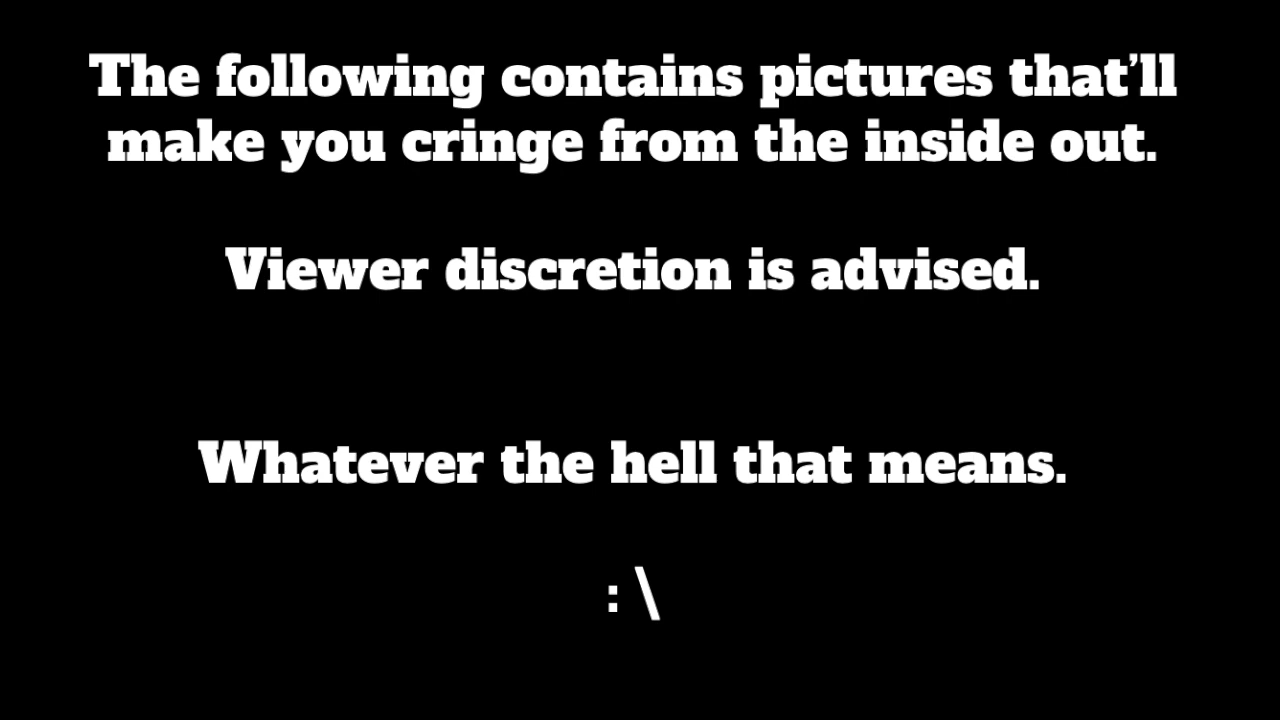 The following contains pictures that’ll
make you cringe from the inside out.
Viewer discretion is advised.
Whatever the hell that means.
:\